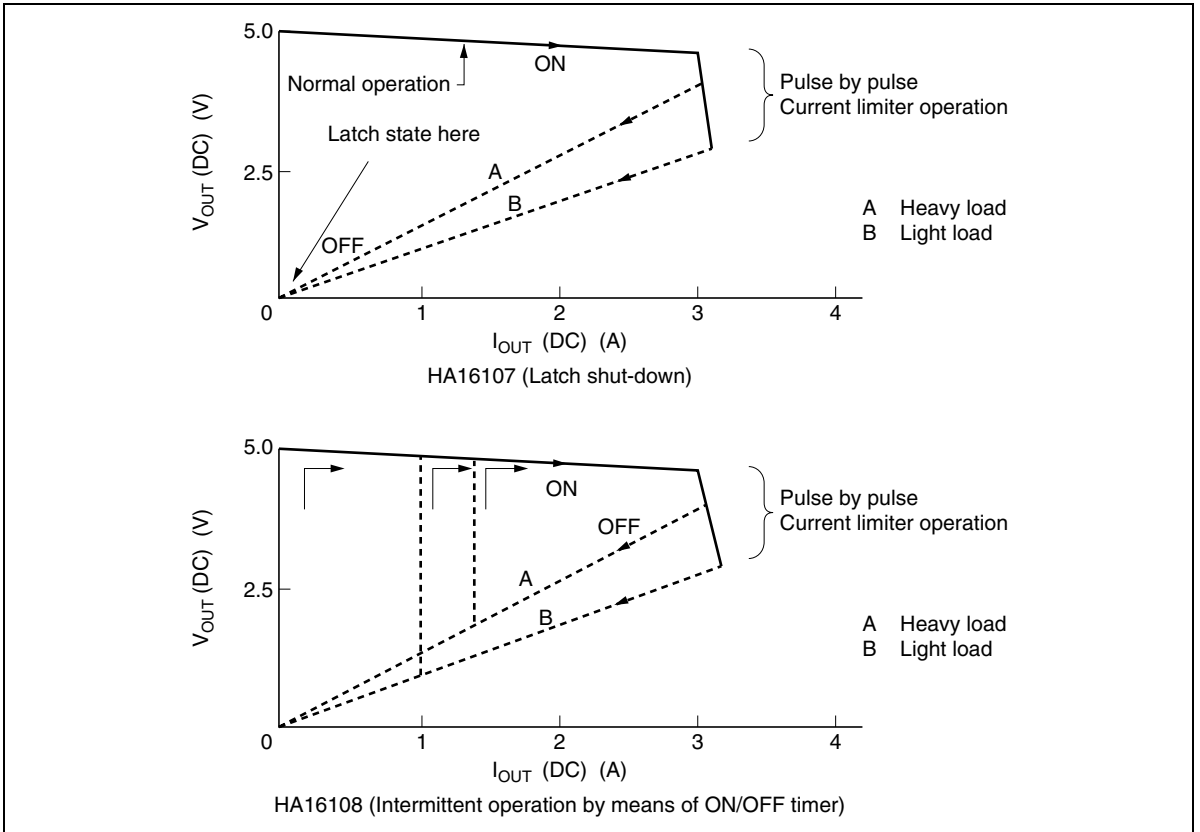 5.0
ON
Normal operation
Pulse by pulse
Current limiter operation
Latch state here
V_OUT (DC) (V)
2.5
A
B
A Heavy load
B Light load
OFF
0
1
2
3
4
I_OUT (DC) (A)
HA16107 (Latch shut-down)
5.0
ON
Pulse by pulse
Current limiter operation
OFF
V_OUT (DC) (V)
2.5
A
B
A Heavy load
B Light load
0
1
2
3
4
I_OUT (DC) (A)
HA16108 (Intermittent operation by means of ON/OFF timer)